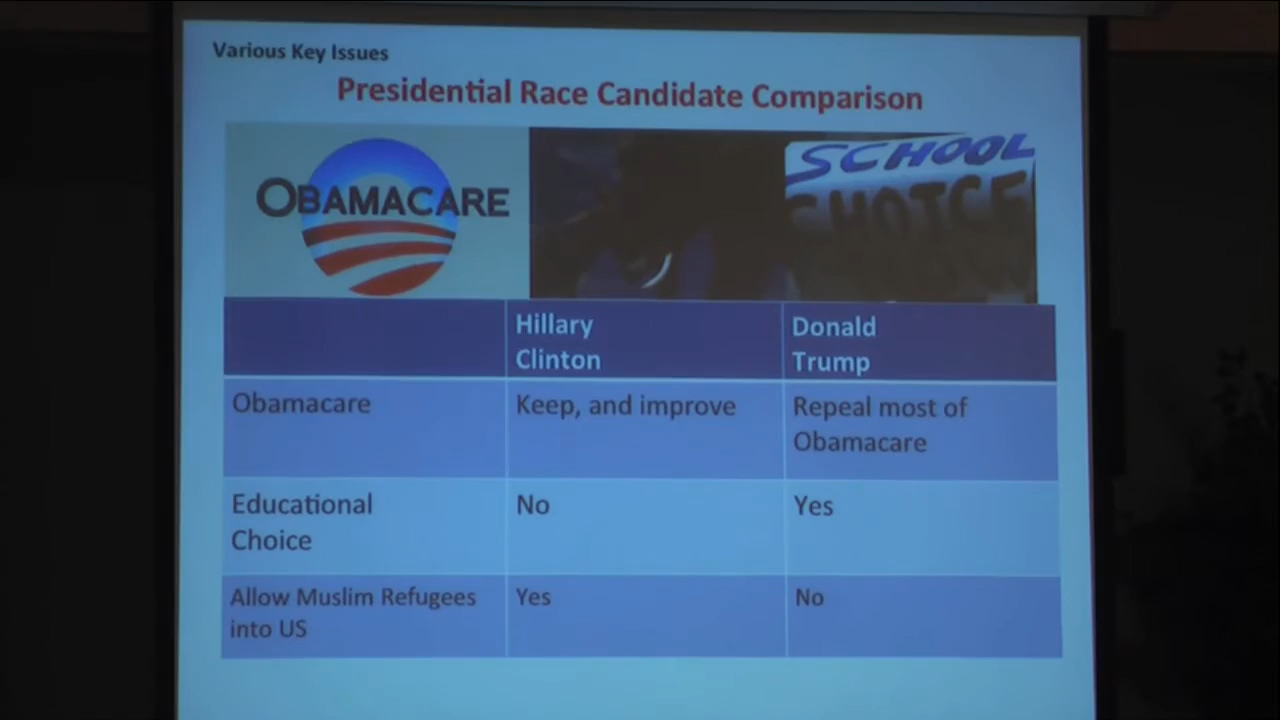 Various Key Issues
Presidential Race Candidate Comparison
OBAMACARE
SCHOOL
CHOICE
Hillary
Clinton
Donald
Trump
Obamacare
Keep, and improve
Repeal most of
Obamacare
Educational
Choice
No
Yes
Allow Muslim Refugees
into US
Yes
No